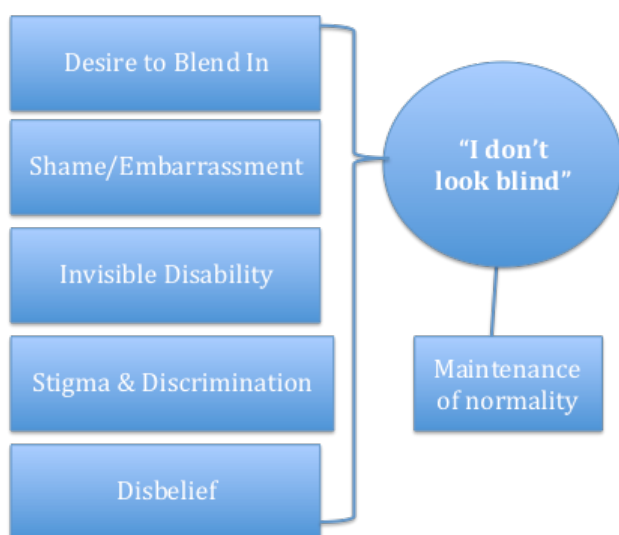 Desire to Blend In
Shame/Embarrassment
Invisible Disability
Stigma & Discrimination
Disbelief
“I don’t
look blind”
Maintenance
of normality